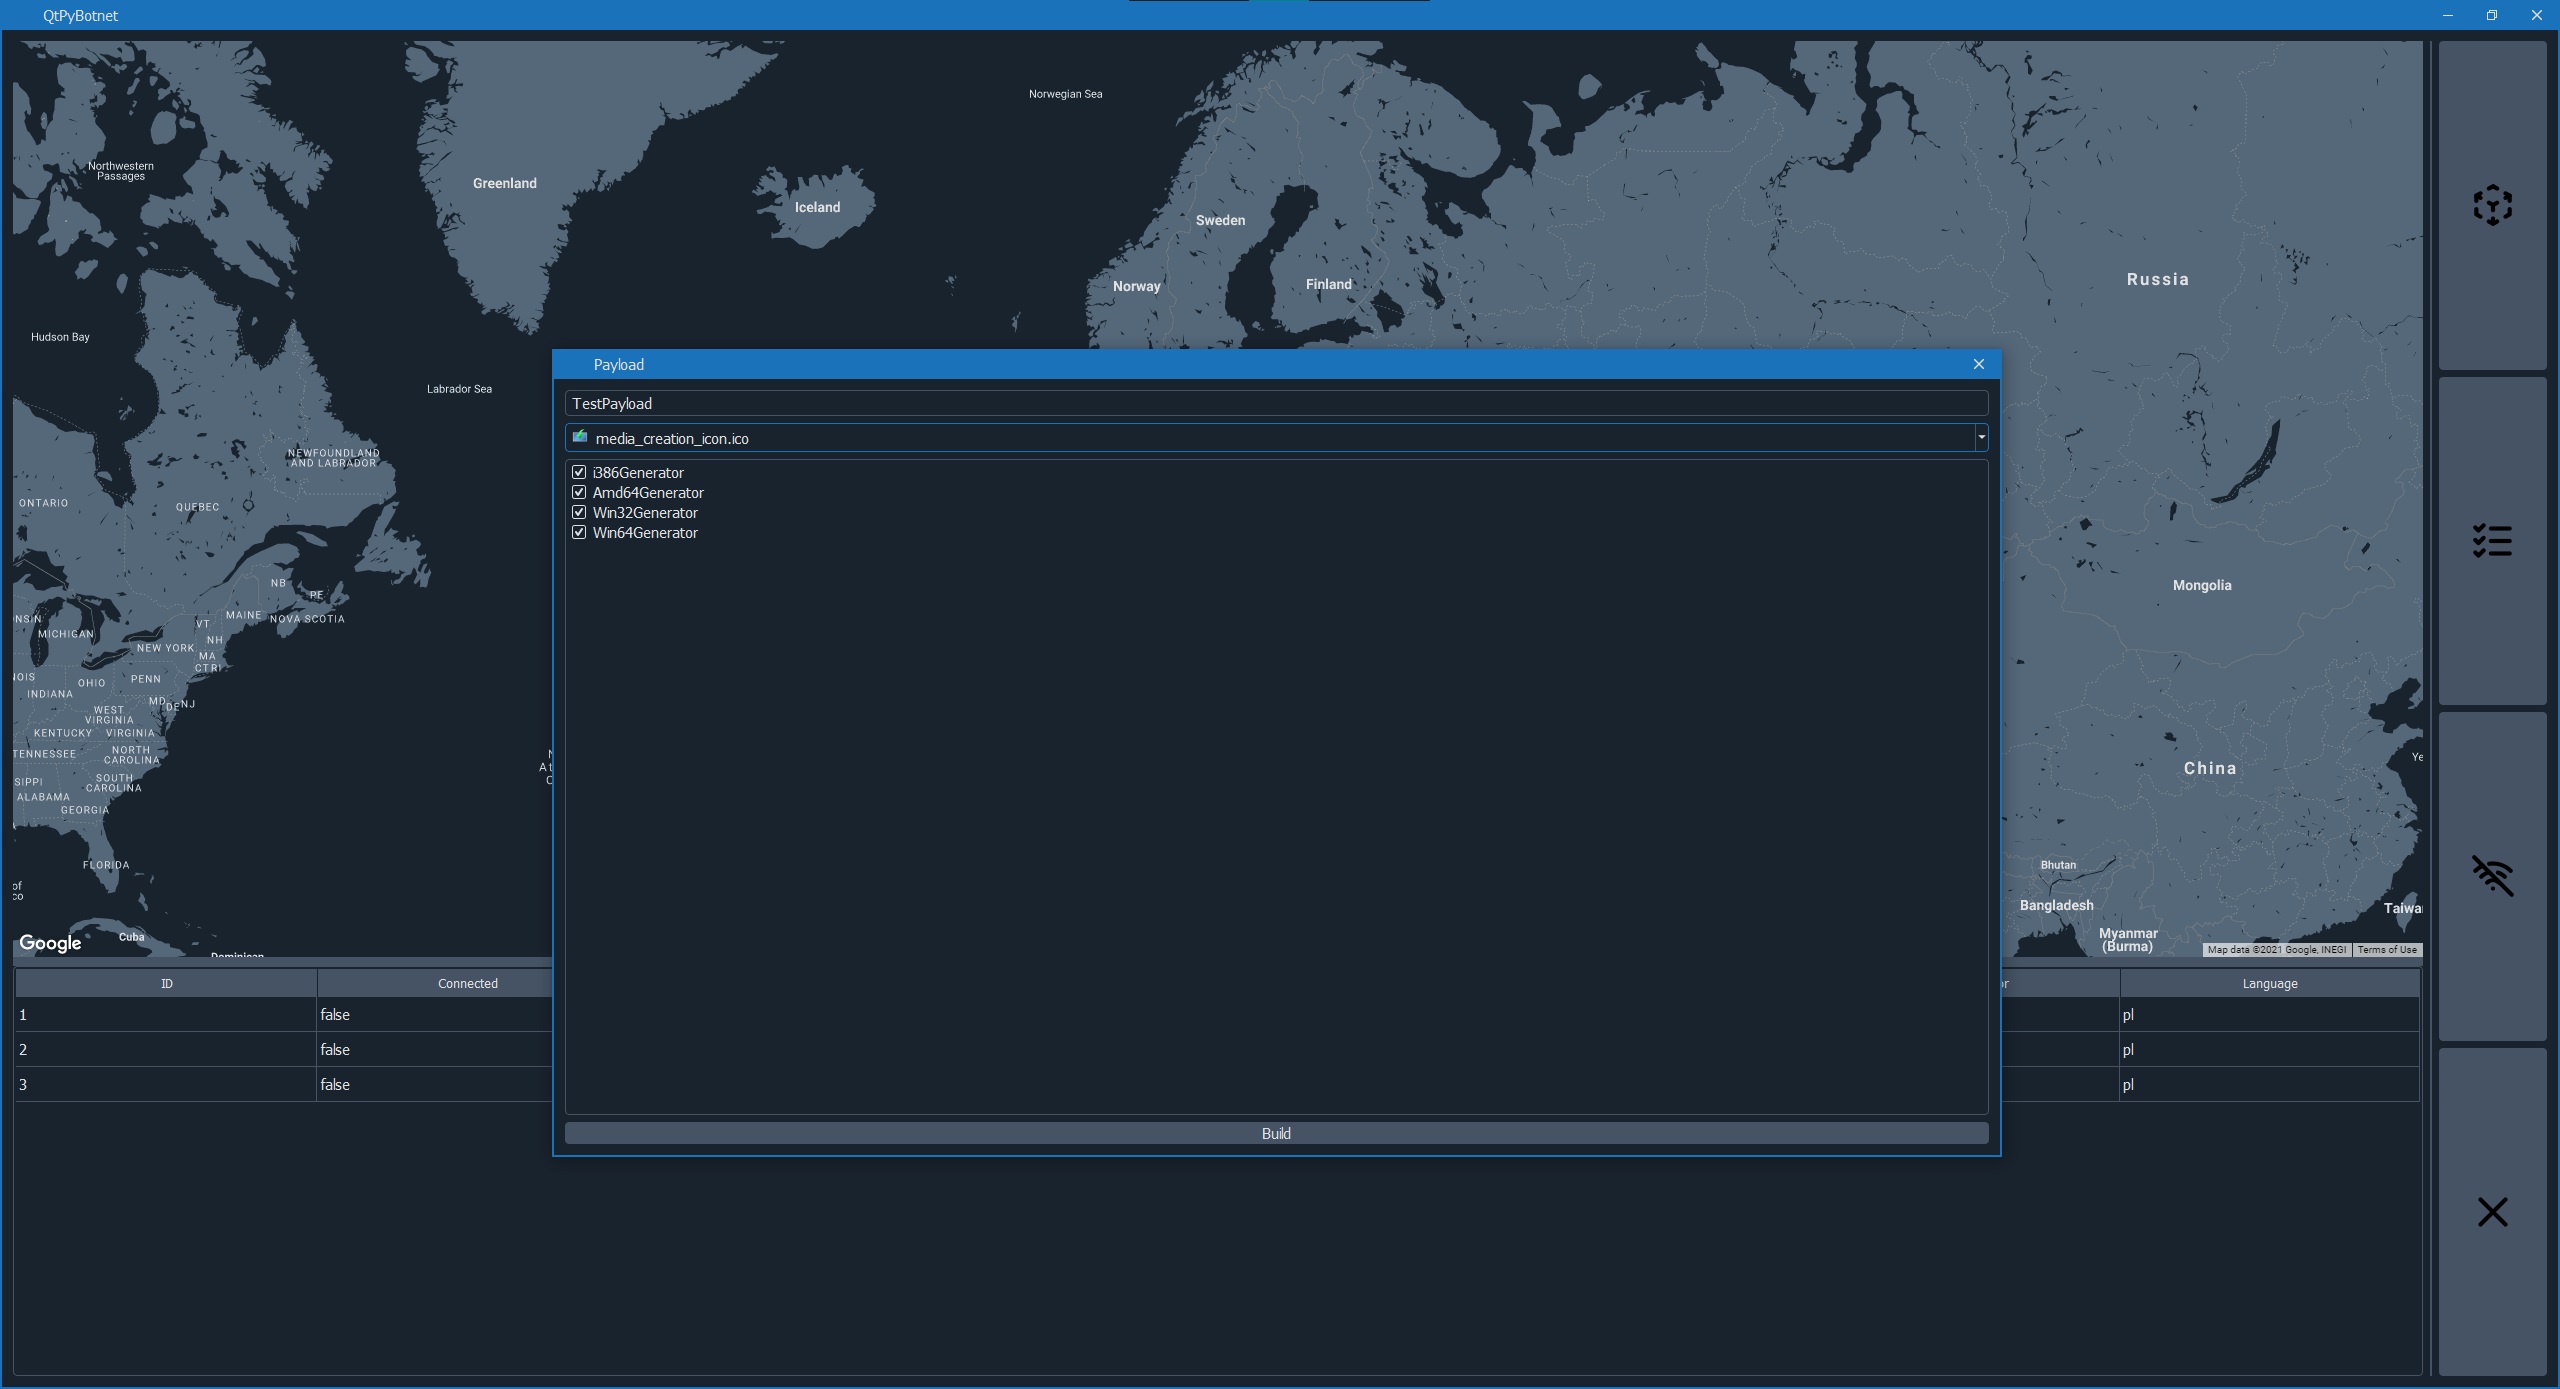 QtPyBotnet
Norwegian Sea
Northwestern
Passages
Greenland
Iceland
Sweden
Norway
Finland
Russia
Hudson Bay
Labrador Sea
NEWFOUNDLAND
AND LABRADOR
ONTARIO
QUEBEC
NB
PE
MAINE
NOVA SCOTIA
NSIN
MICHIGAN
VT
NH
NEW YORK
MA
CT RI
OHIO
PENN
INDIANA
MD
DE NJ
WEST
VIRGINIA
KENTUCKY
VIRGINIA
TENNESSEE
NORTH
CAROLINA
SIPPI
SOUTH
CAROLINA
ALABAMA
GEORGIA
FLORIDA
of
co
Cuba
Dominican
Google
Mongolia
China
Ye
Bhutan
Bangladesh
Myanmar
(Burma)
Taiwa
Map data ©2021 Google, INEGI
Terms of Use
Payload
TestPayload
media_creation_icon.ico
i386Generator
Amd64Generator
Win32Generator
Win64Generator
Build
ID Connected Language
1 false pl
2 false pl
3 false pl